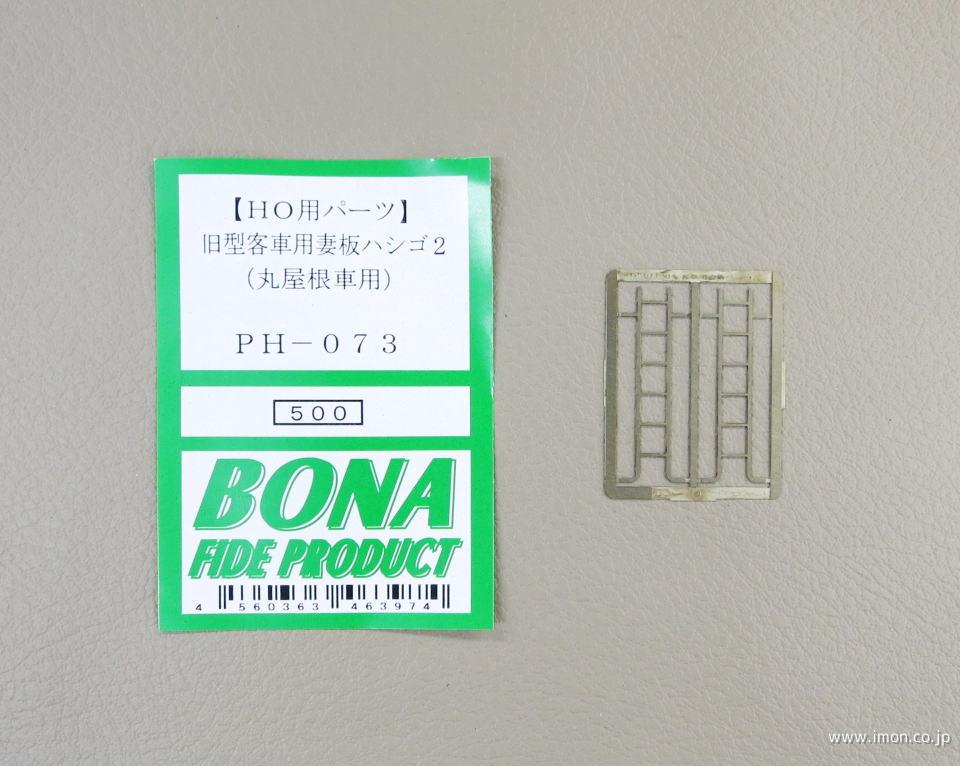 【HO用パーツ】
旧型客車用妻板ハシゴ2
(丸屋根車用)
PH-073
500
BONA
FIDE PRODUCT
4 560363 463974
www.imon.co.jp